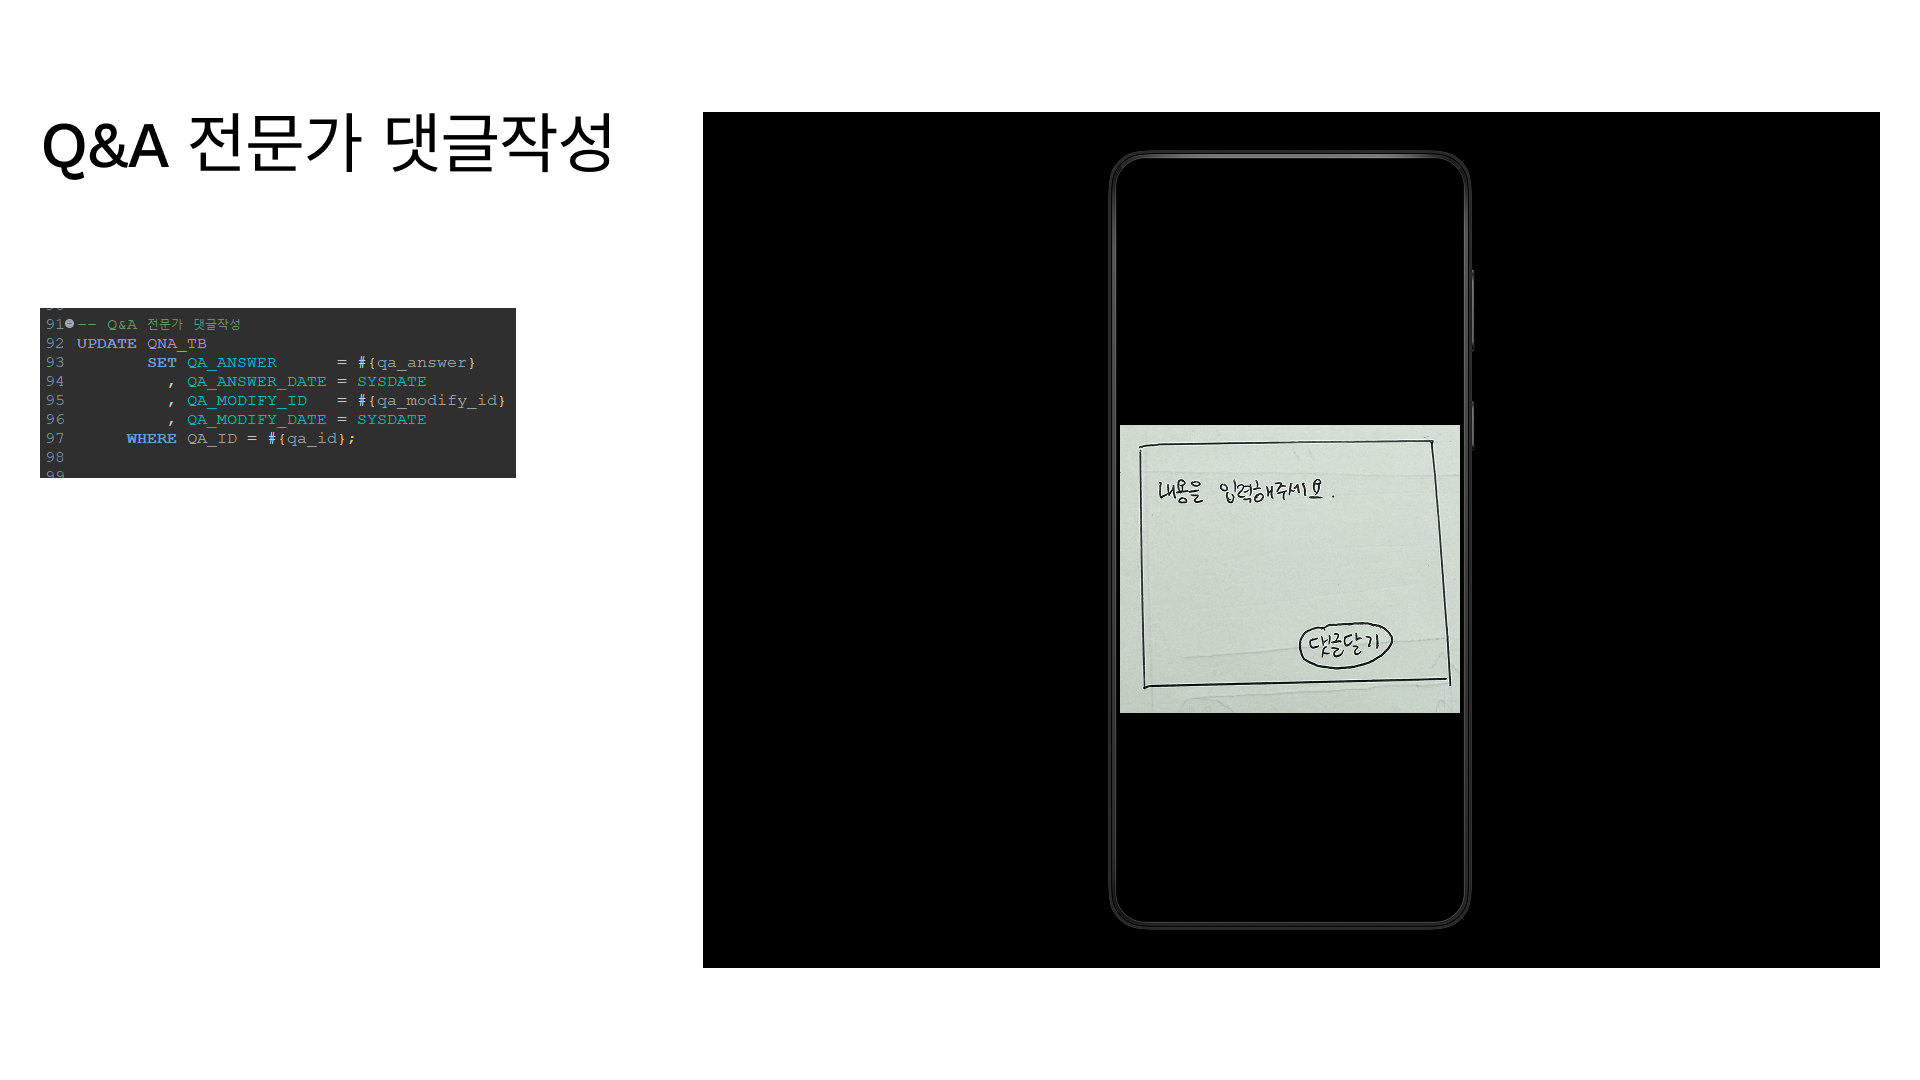 Q&A 전문가 댓글작성
91 -- Q&A 전문가 댓글작성
92 UPDATE QNA_TB
93 SET QA_ANSWER = #{qa_answer}
94 , QA_ANSWER_DATE = SYSDATE
95 , QA_MODIFY_ID = #{qa_modify_id}
96 , QA_MODIFY_DATE = SYSDATE
97 WHERE QA_ID = #{qa_id};
98
99
내용을 입력해주세요.
댓글달기